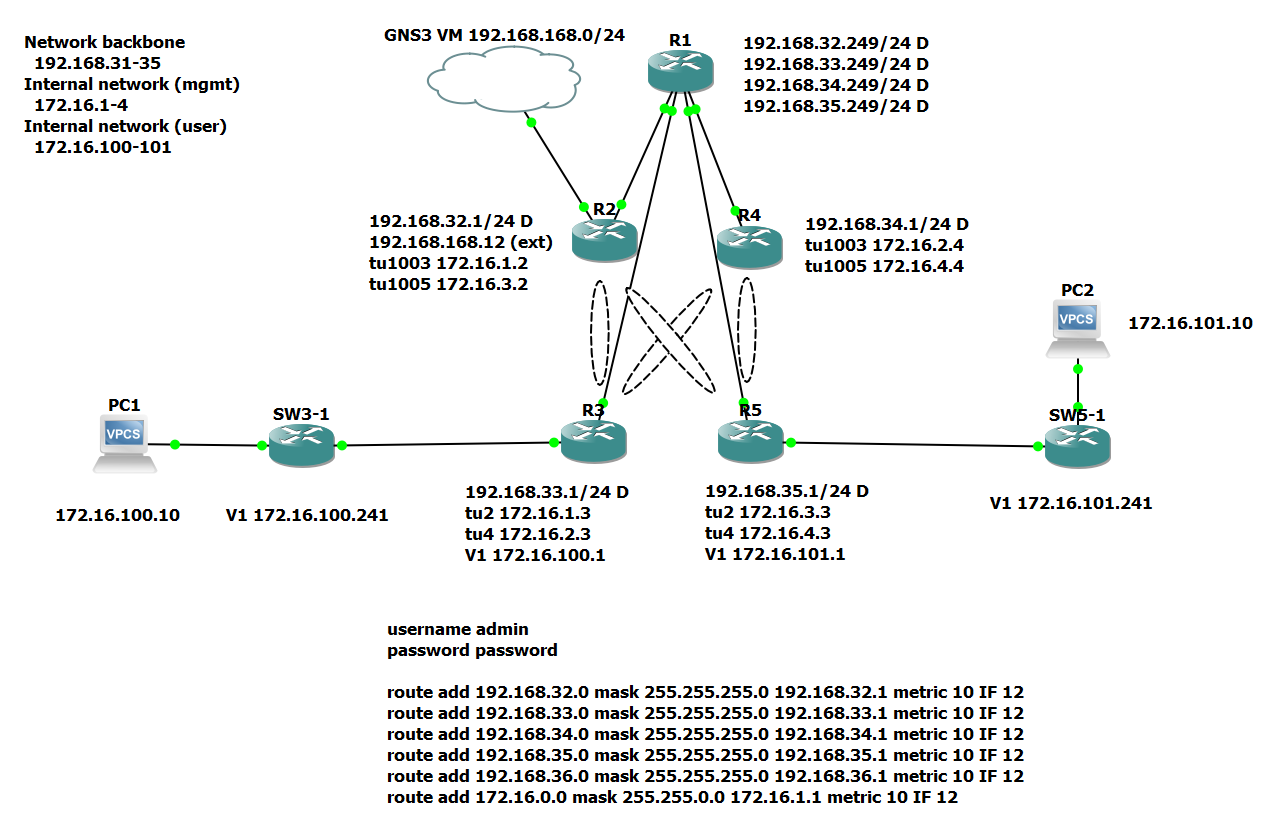 GNS3 VM 192.168.168.0/24
R1
Network backbone
192.168.31-35
Internal network (mgmt)
172.16.1-4
Internal network (user)
172.16.100-101
192.168.32.249/24 D
192.168.33.249/24 D
192.168.34.249/24 D
192.168.35.249/24 D
R2
192.168.32.1/24 D
192.168.168.12 (ext)
tu1003 172.16.1.2
tu1005 172.16.3.2
R4
192.168.34.1/24 D
tu1003 172.16.2.4
tu1005 172.16.4.4
PC2
VPCS
172.16.101.10
PC1
VPCS
172.16.100.10
SW3-1
V1 172.16.100.241
R3
192.168.33.1/24 D
tu2 172.16.1.3
tu4 172.16.2.3
V1 172.16.100.1
R5
192.168.35.1/24 D
tu2 172.16.3.3
tu4 172.16.4.3
V1 172.16.101.1
SW5-1
V1 172.16.101.241
username admin
password password
route add 192.168.32.0 mask 255.255.255.0 192.168.32.1 metric 10 IF 12
route add 192.168.33.0 mask 255.255.255.0 192.168.33.1 metric 10 IF 12
route add 192.168.34.0 mask 255.255.255.0 192.168.34.1 metric 10 IF 12
route add 192.168.35.0 mask 255.255.255.0 192.168.35.1 metric 10 IF 12
route add 192.168.36.0 mask 255.255.255.0 192.168.36.1 metric 10 IF 12
route add 172.16.0.0 mask 255.255.0.0 172.16.1.1 metric 10 IF 12